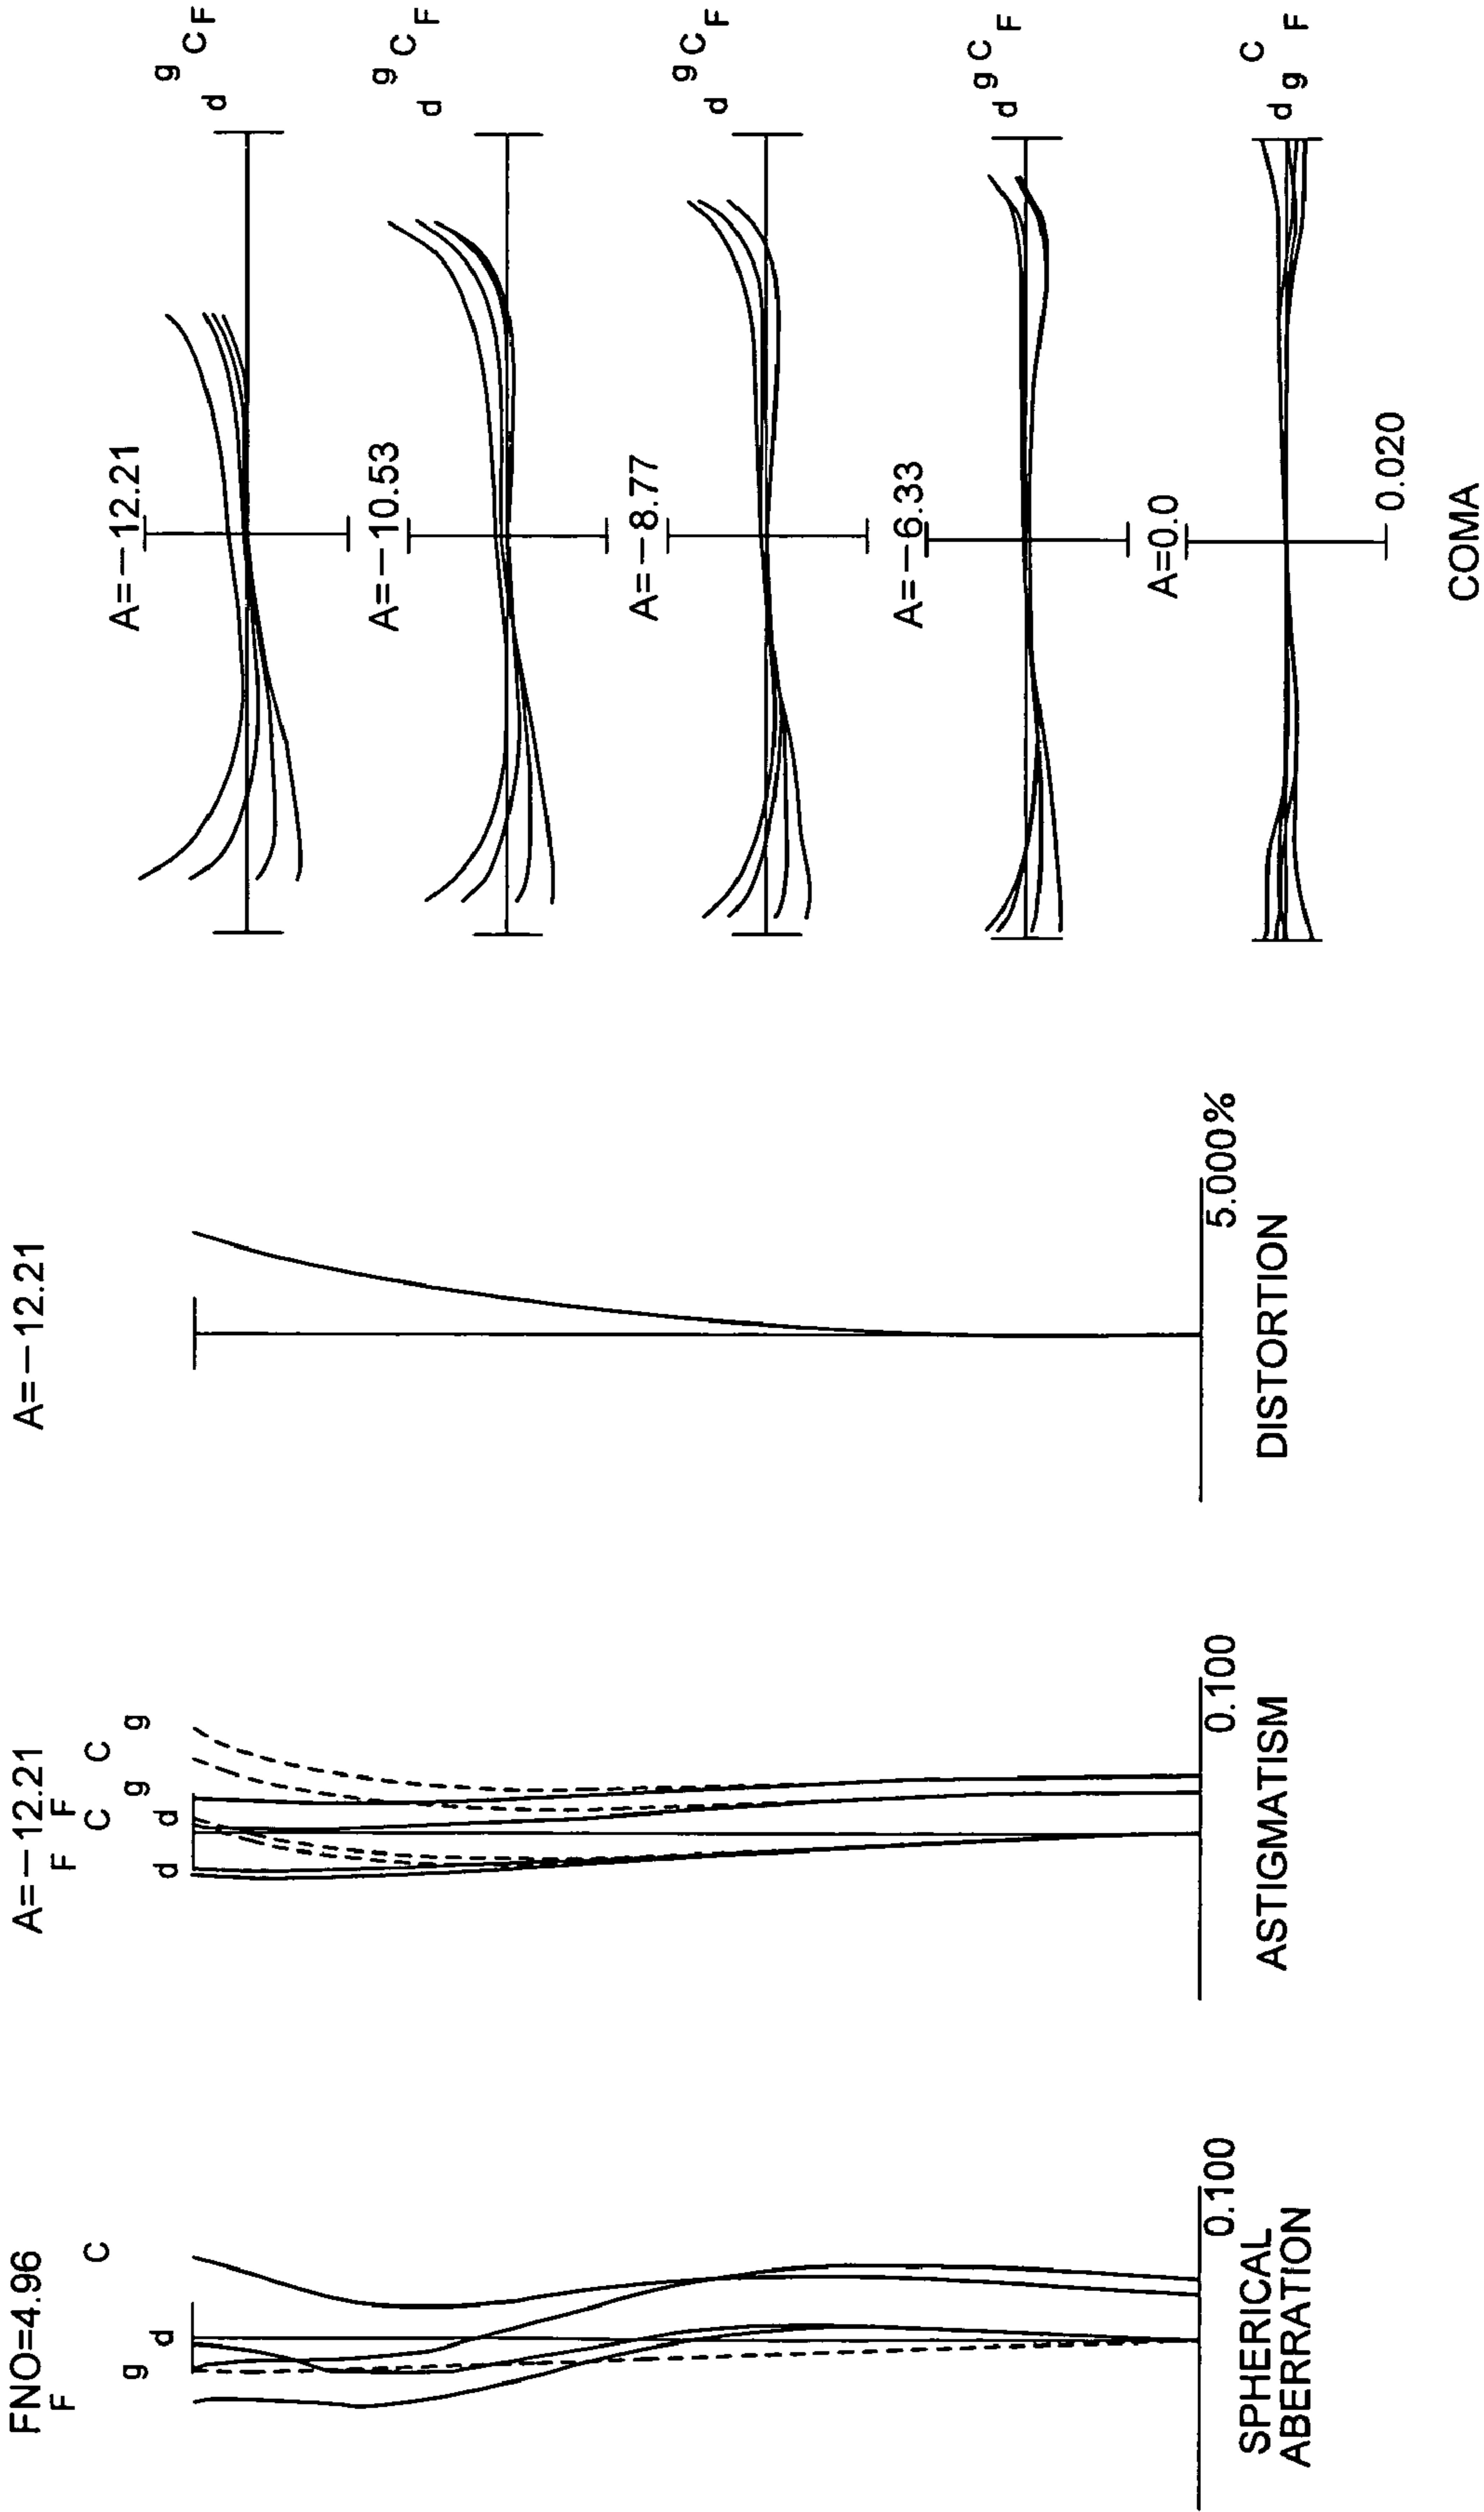 FNO=4.96
F
g
d
C
0.100
SPHERICAL
ABERRATION
A=−12.21
F F
C C
d d g g
0.100
ASTIGMATISM
A=−12.21
5.000%
DISTORTION
A=−12.21
g
C
F
d
A=−10.53
g
C
F
d
A=−8.77
g
C
F
d
A=−6.33
g
C
F
d
A=0.0
C
d
g
F
0.020
COMA